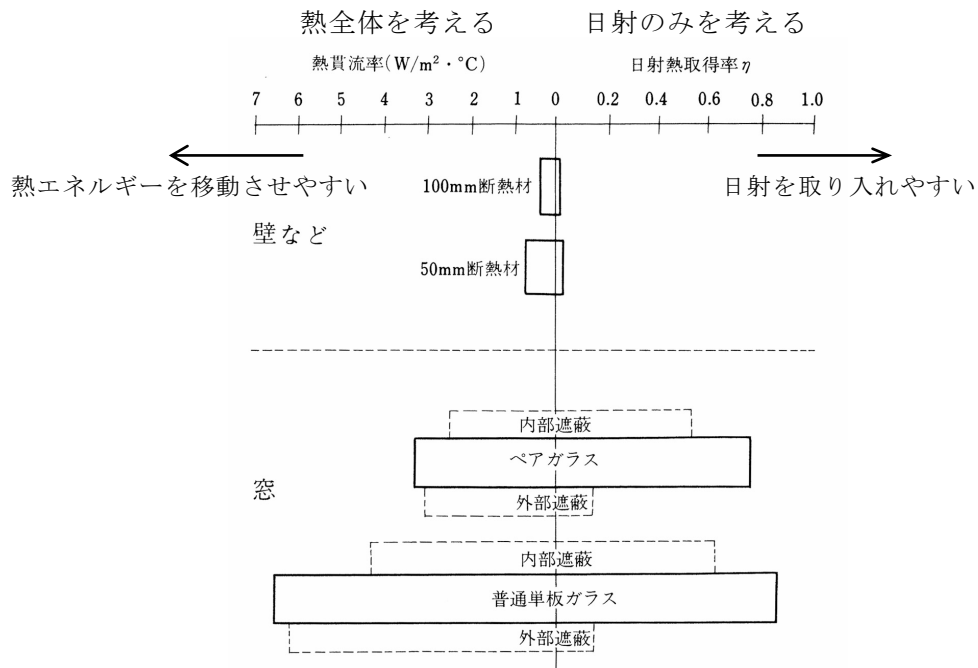 熱全体を考える 日射のみを考える
熱貫流率(W/m²・°C) 日射熱取得率η
7 6 5 4 3 2 1 0 0.2 0.4 0.6 0.8 1.0
熱エネルギーを移動させやすい 100mm断熱材 日射を取り入れやすい
壁など
50mm断熱材
内部遮蔽
ペアガラス
窓
外部遮蔽
内部遮蔽
普通単板ガラス
外部遮蔽